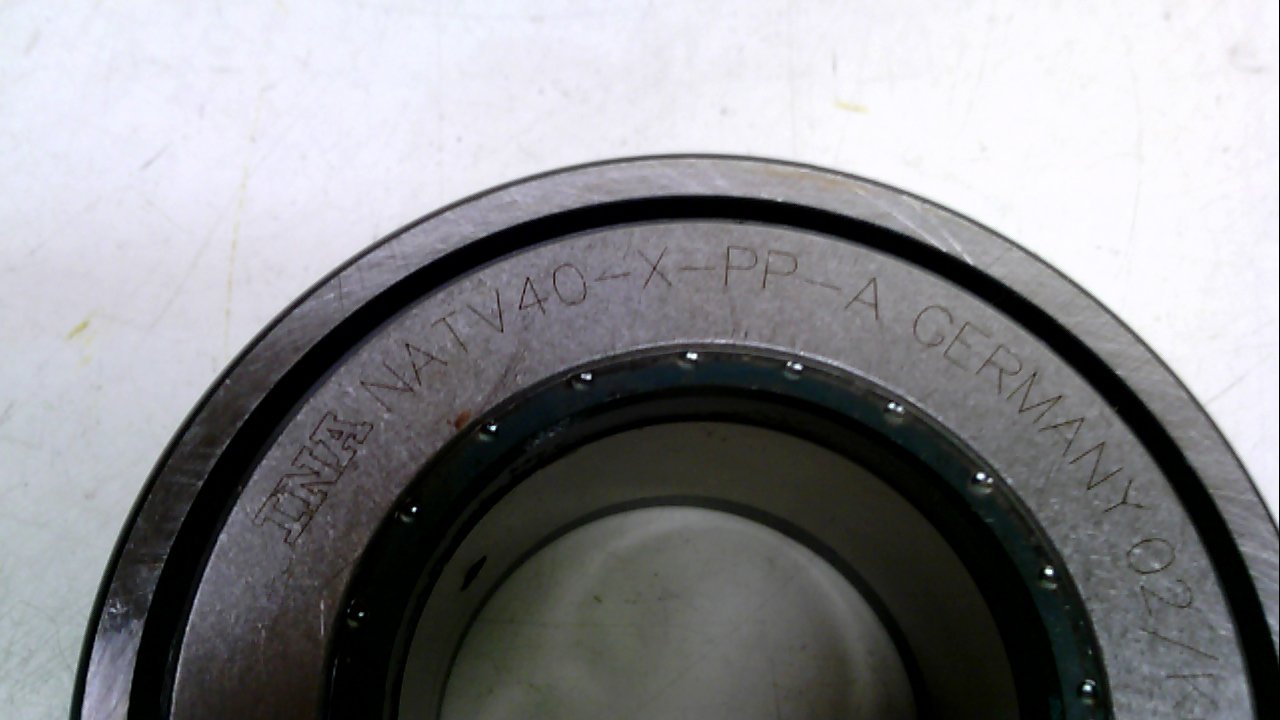 INA NATV40-X-PP-A GERMANY 02/K